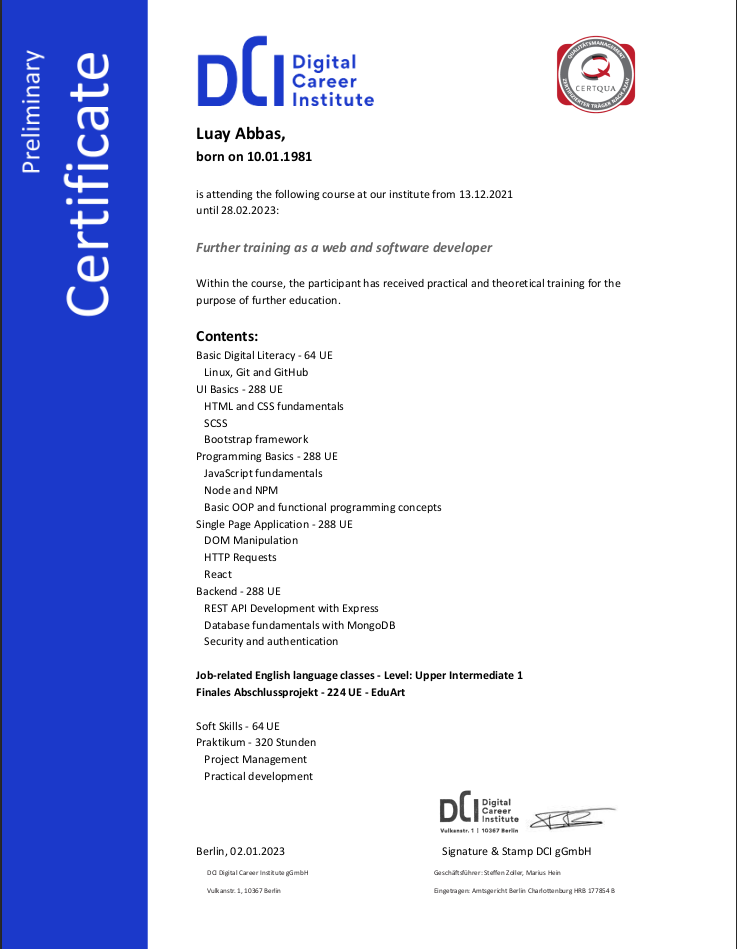 Preliminary
Certificate
DCI Digital
Career
Institute
QUALITÄTSMANAGEMENT
CERTQUA
ZERTIFIZIERTER TRÄGER NACH AZAV
Luay Abbas,
born on 10.01.1981
is attending the following course at our institute from 13.12.2021
until 28.02.2023:
Further training as a web and software developer
Within the course, the participant has received practical and theoretical training for the
purpose of further education.
Contents:
Basic Digital Literacy - 64 UE
Linux, Git and GitHub
UI Basics - 288 UE
HTML and CSS fundamentals
SCSS
Bootstrap framework
Programming Basics - 288 UE
JavaScript fundamentals
Node and NPM
Basic OOP and functional programming concepts
Single Page Application - 288 UE
DOM Manipulation
HTTP Requests
React
Backend - 288 UE
REST API Development with Express
Database fundamentals with MongoDB
Security and authentication
Job-related English language classes - Level: Upper Intermediate 1
Finales Abschlussprojekt - 224 UE - EduArt
Soft Skills - 64 UE
Praktikum - 320 Stunden
Project Management
Practical development
DCI Digital
Career
Institute
Vulkanstr. 1 | 10367 Berlin
Berlin, 02.01.2023
Signature & Stamp DCI gGmbH
DCI Digital Career Institute gGmbH
Geschäftsführer: Steffen Zoller, Marius Hein
Vulkanstr. 1, 10367 Berlin
Eingetragen: Amtsgericht Berlin Charlottenburg HRB 177854 B